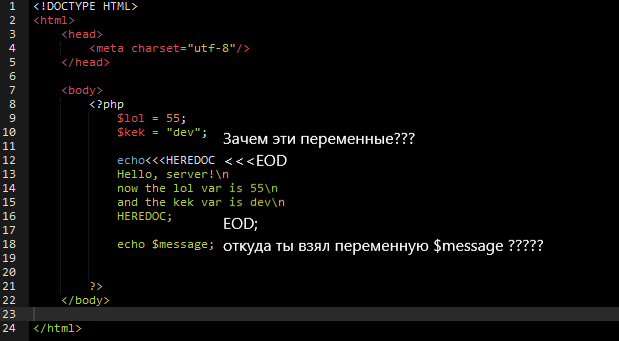 1 <!DOCTYPE HTML>
2 <html>
3 <head>
4 <meta charset="utf-8"/>
5 </head>
6
7 <body>
8 <?php
9 $lol = 55;
10 $kek = "dev"; Зачем эти переменные???
11
12 echo<<<HEREDOC <<<EOD
13 Hello, server!\n
14 now the lol var is 55\n
15 and the kek var is dev\n
16 HEREDOC; EOD;
17
18 echo $message; откуда ты взял переменную $message ?????
19
20
21 ?>
22 </body>
23
24 </html>